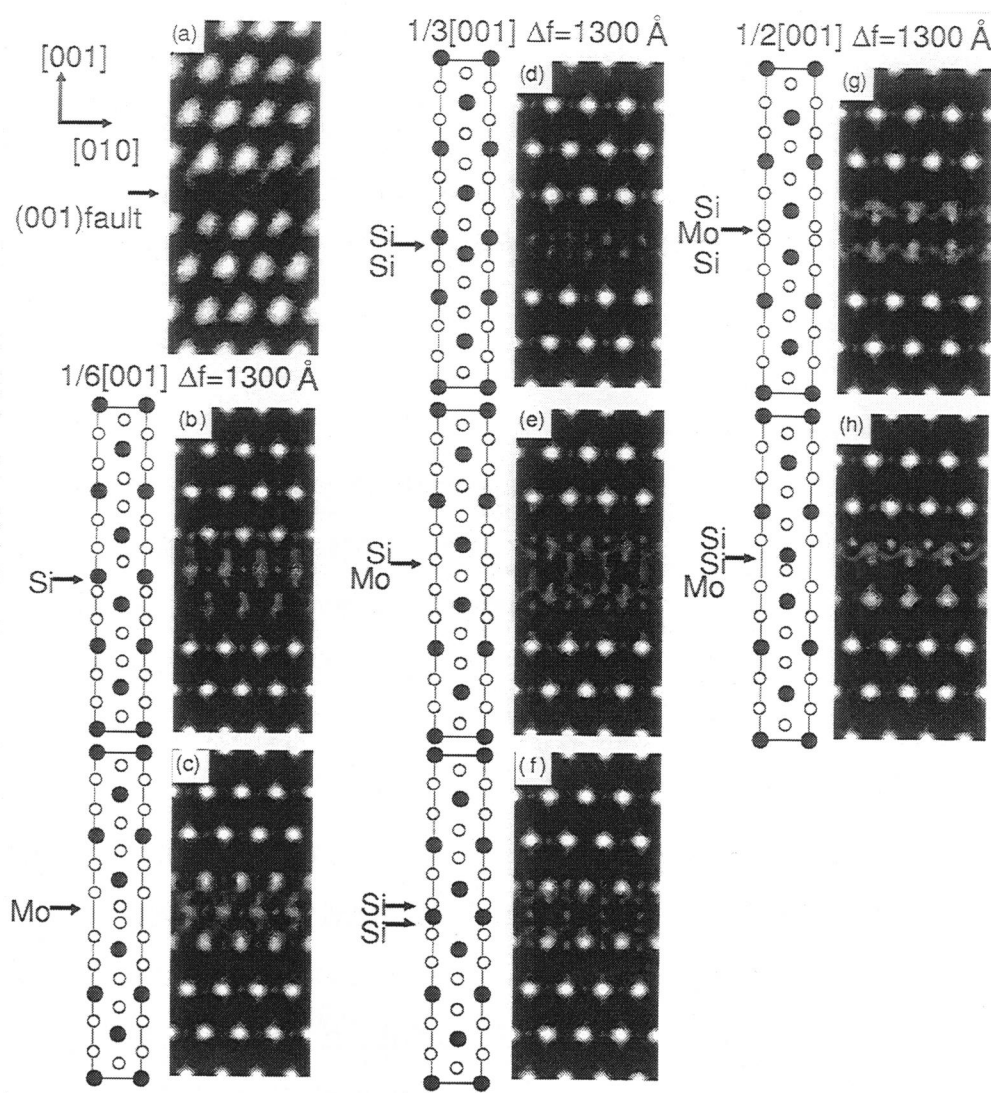 (a)
[001]
[010]
(001)fault
1/6[001] Δf=1300 Å
(b)
Si
(c)
Mo
1/3[001] Δf=1300 Å
(d)
Si
Si
(e)
Si
Mo
(f)
Si
Si
1/2[001] Δf=1300 Å
(g)
Si
Mo
Si
(h)
Si
Si
Mo